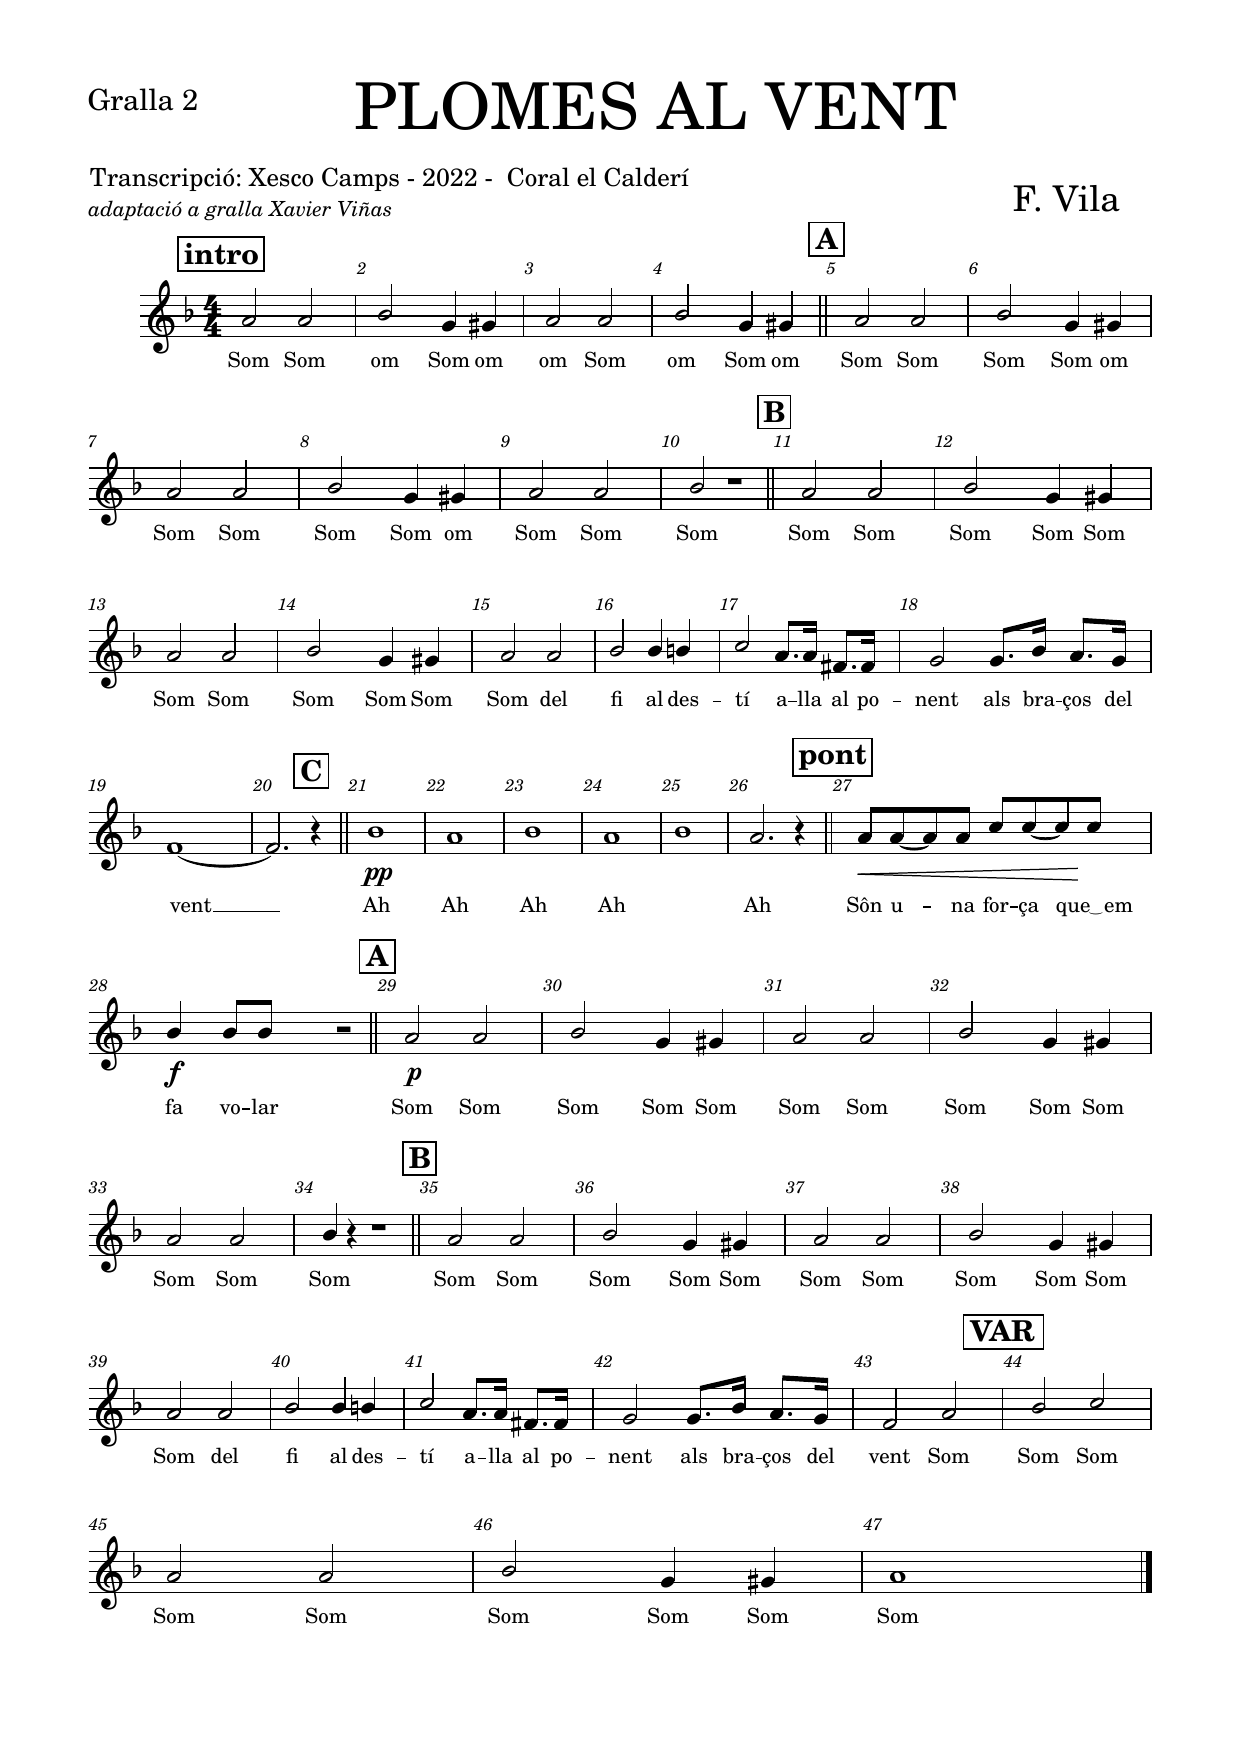 Gralla 2
PLOMES AL VENT
Transcripció: Xesco Camps - 2022 - Coral el Calderí
adaptació a gralla Xavier Viñas
F. Vila
intro A
2 3 4 5 6
Som Som om Som om om Som om Som om Som Som Som Som om
B
7 8 9 10 11 12
Som Som Som Som om Som Som Som Som Som Som Som Som
13 14 15 16 17 18
Som Som Som Som Som Som del fi al des – tí a – lla al po – nent als bra – ços del
C pont
19 20 21 22 23 24 25 26 27
pp
vent Ah Ah Ah Ah Ah Sôn u – na for – ça que‿em
A
28 29 30 31 32
f p
fa vo – lar Som Som Som Som Som Som Som Som Som Som
B
33 34 35 36 37 38
Som Som Som Som Som Som Som Som Som Som Som Som Som
VAR
39 40 41 42 43 44
Som del fi al des – tí a – lla al po – nent als bra – ços del vent Som Som Som
45 46 47
Som Som Som Som Som Som